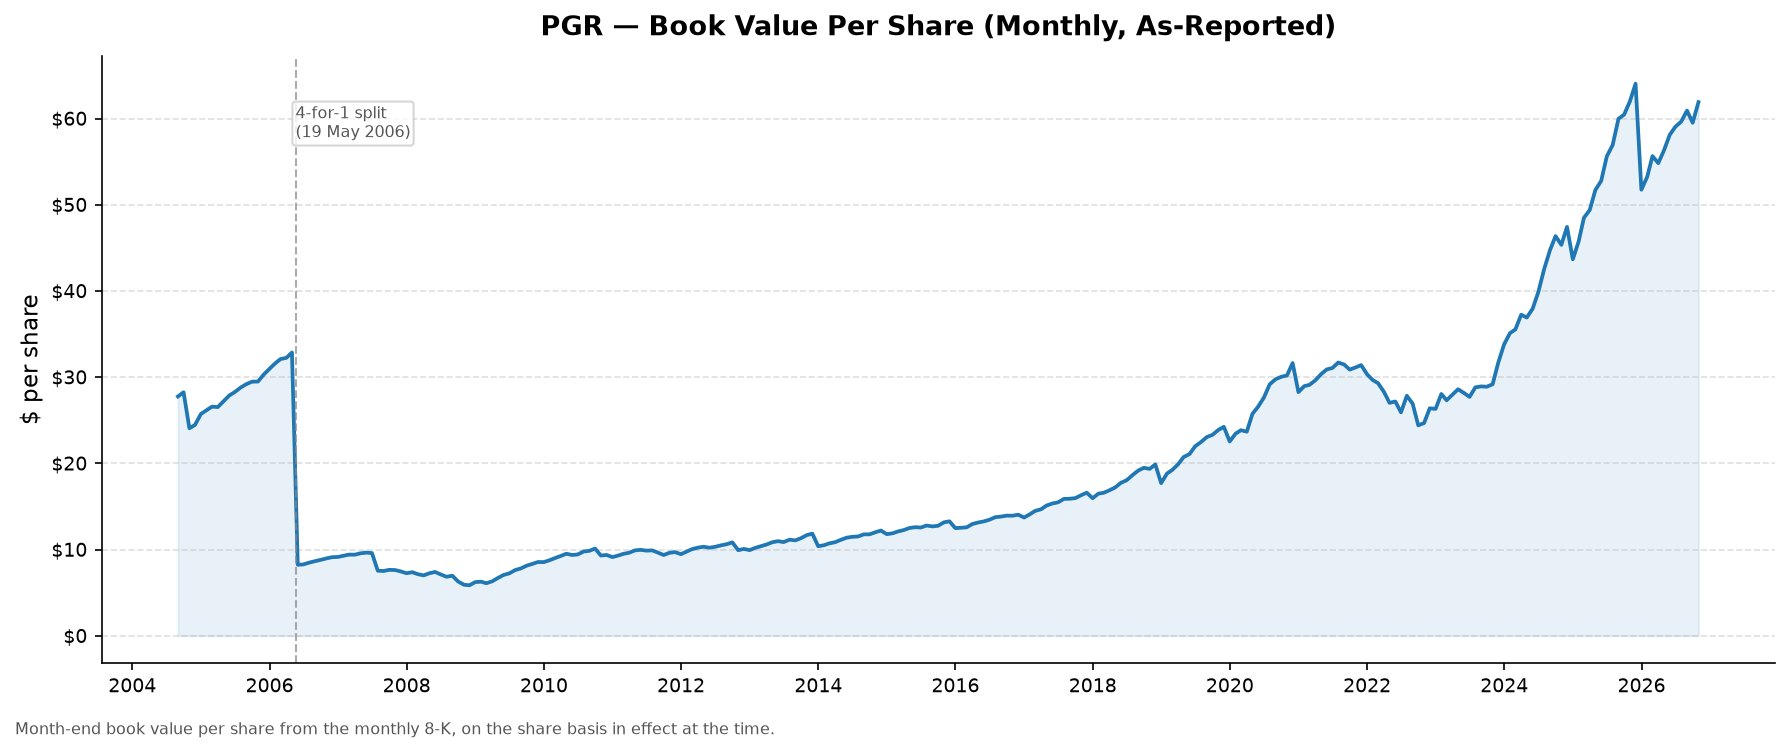 PGR — Book Value Per Share (Monthly, As-Reported)
4-for-1 split
(19 May 2006)
$ per share
$60
$50
$40
$30
$20
$10
$0
2004 2006 2008 2010 2012 2014 2016 2018 2020 2022 2024 2026
Month-end book value per share from the monthly 8-K, on the share basis in effect at the time.